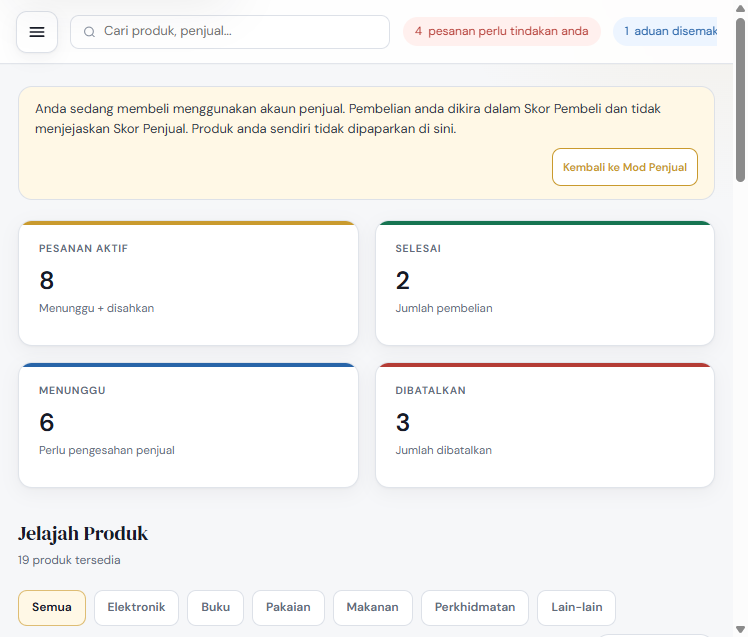 Cari produk, penjual...
4 pesanan perlu tindakan anda
1 aduan disemak
Anda sedang membeli menggunakan akaun penjual. Pembelian anda dikira dalam Skor Pembeli dan tidak
menjejaskan Skor Penjual. Produk anda sendiri tidak dipaparkan di sini.
Kembali ke Mod Penjual
PESANAN AKTIF
8
Menunggu + disahkan
SELESAI
2
Jumlah pembelian
MENUNGGU
6
Perlu pengesahan penjual
DIBATALKAN
3
Jumlah dibatalkan
Jelajah Produk
19 produk tersedia
Semua
Elektronik
Buku
Pakaian
Makanan
Perkhidmatan
Lain-lain